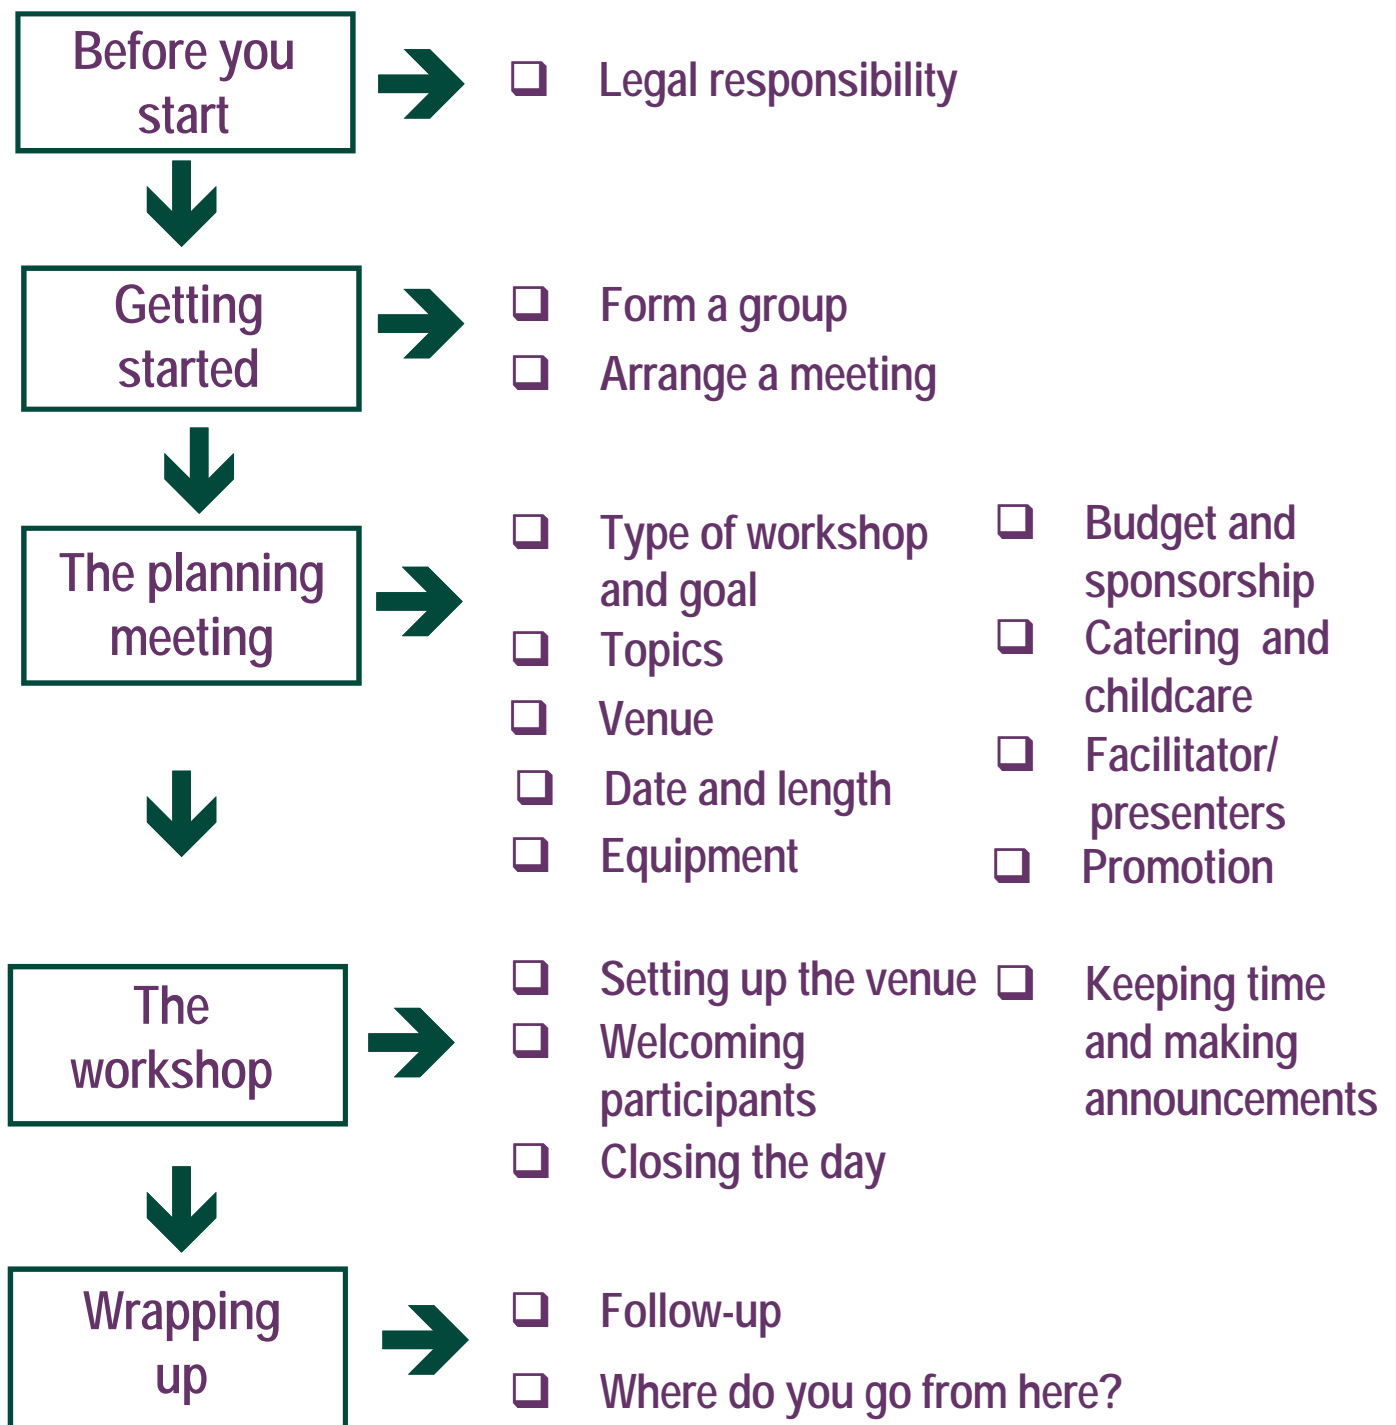 Before you
start
❑ Legal responsibility
Getting
started
❑ Form a group
❑ Arrange a meeting
The planning
meeting
❑ Type of workshop
and goal
❑ Topics
❑ Venue
❑ Date and length
❑ Equipment
❑ Budget and
sponsorship
❑ Catering and
childcare
❑ Facilitator/
presenters
❑ Promotion
The
workshop
❑ Setting up the venue
❑ Welcoming
participants
❑ Closing the day
❑ Keeping time
and making
announcements
Wrapping
up
❑ Follow-up
❑ Where do you go from here?